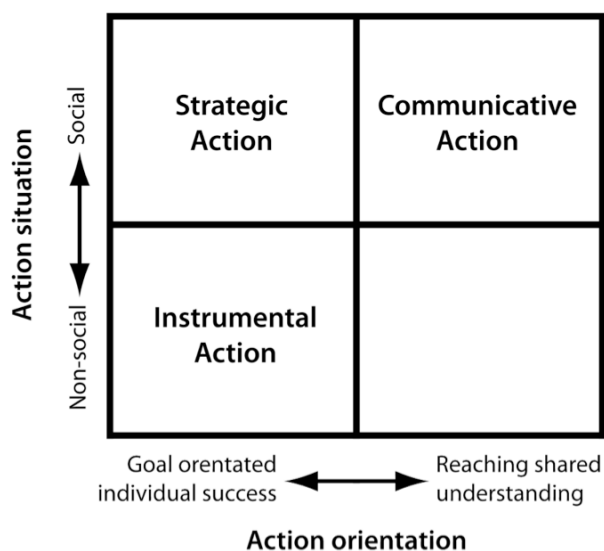 Strategic
Action
Communicative
Action
Instrumental
Action
Action situation
Social
Non-social
Goal orentated
individual success
Reaching shared
understanding
Action orientation